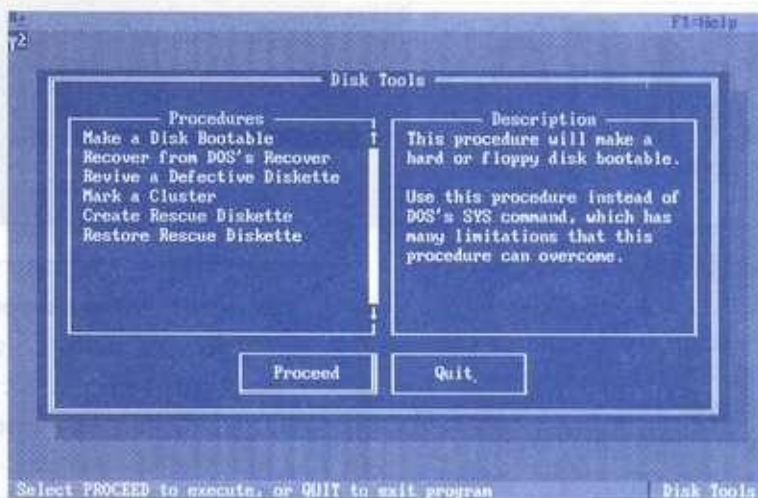 F1=Help
Disk Tools
Procedures
Make a Disk Bootable
Recover from DOS's Recover
Revive a Defective Diskette
Mark a Cluster
Create Rescue Diskette
Restore Rescue Diskette
Description
This procedure will make a
hard or floppy disk bootable.
Use this procedure instead of
DOS's SYS command, which has
many limitations that this
procedure can overcome.
Proceed
Quit
Select PROCEED to execute, or QUIT to exit program
Disk Tools